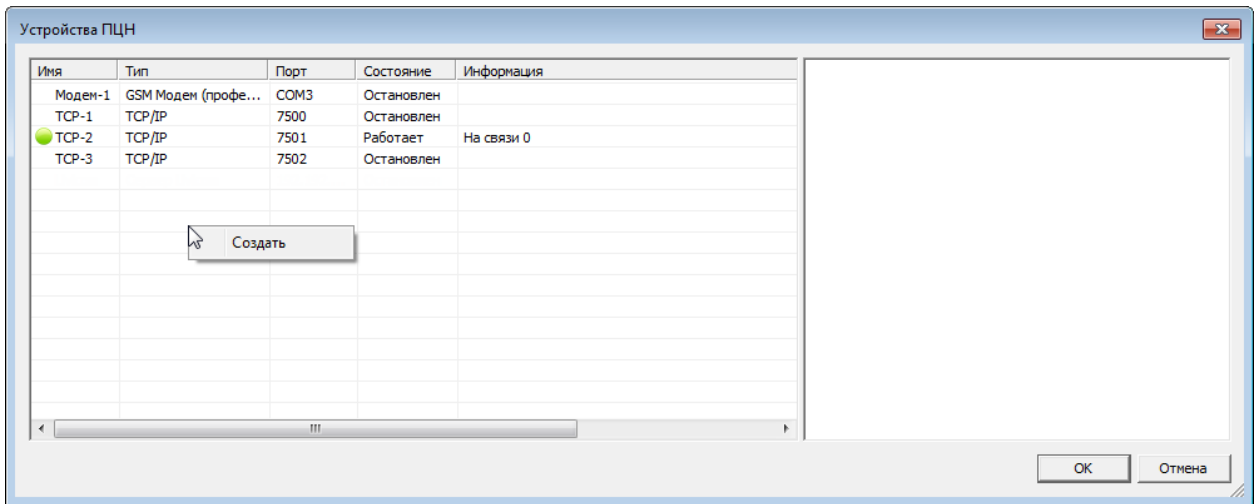 Устройства ПЦН
Имя Тип Порт Состояние Информация
Модем-1 GSM Модем (профе... COM3 Остановлен
TCP-1 TCP/IP 7500 Остановлен
TCP-2 TCP/IP 7501 Работает На связи 0
TCP-3 TCP/IP 7502 Остановлен
Создать
OK Отмена